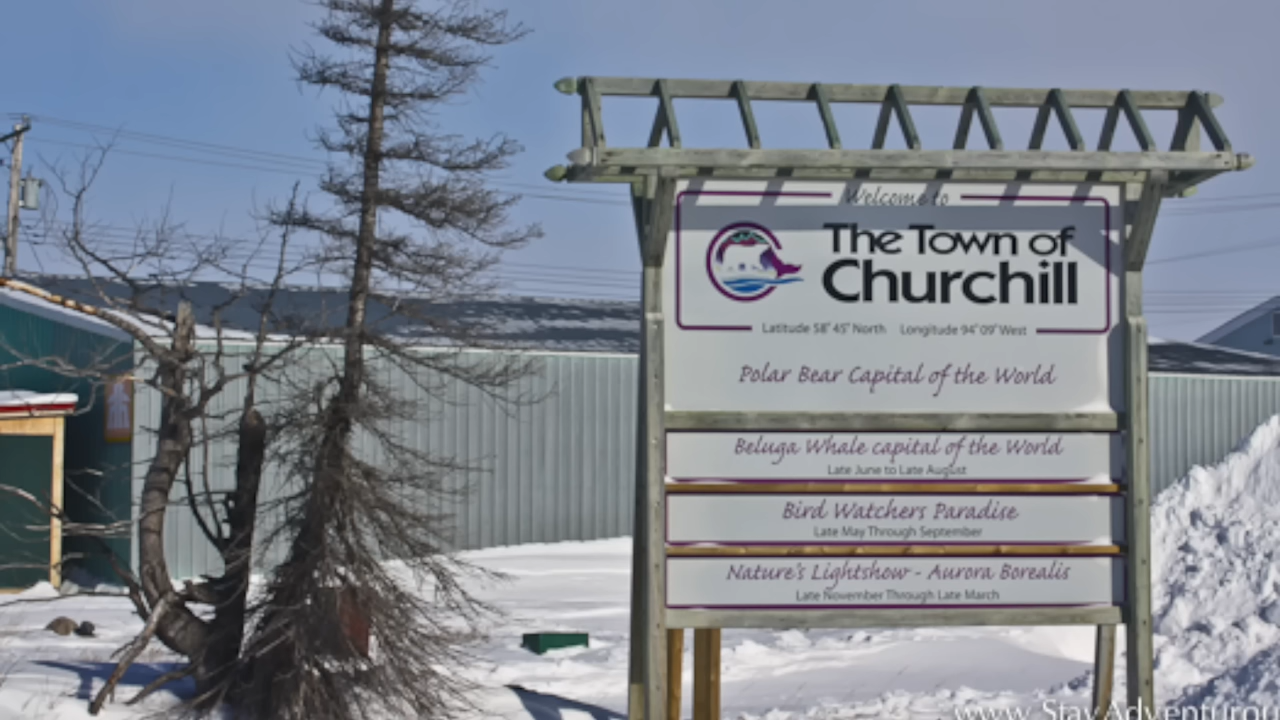 Welcome to
The Town of
Churchill
Latitude 58° 45' North Longitude 94° 09' West
Polar Bear Capital of the World
Beluga Whale capital of the World
Late June to Late August
Bird Watchers Paradise
Late May Through September
Nature's Lightshow - Aurora Borealis
Late November Through Late March
www.StayAdventurou